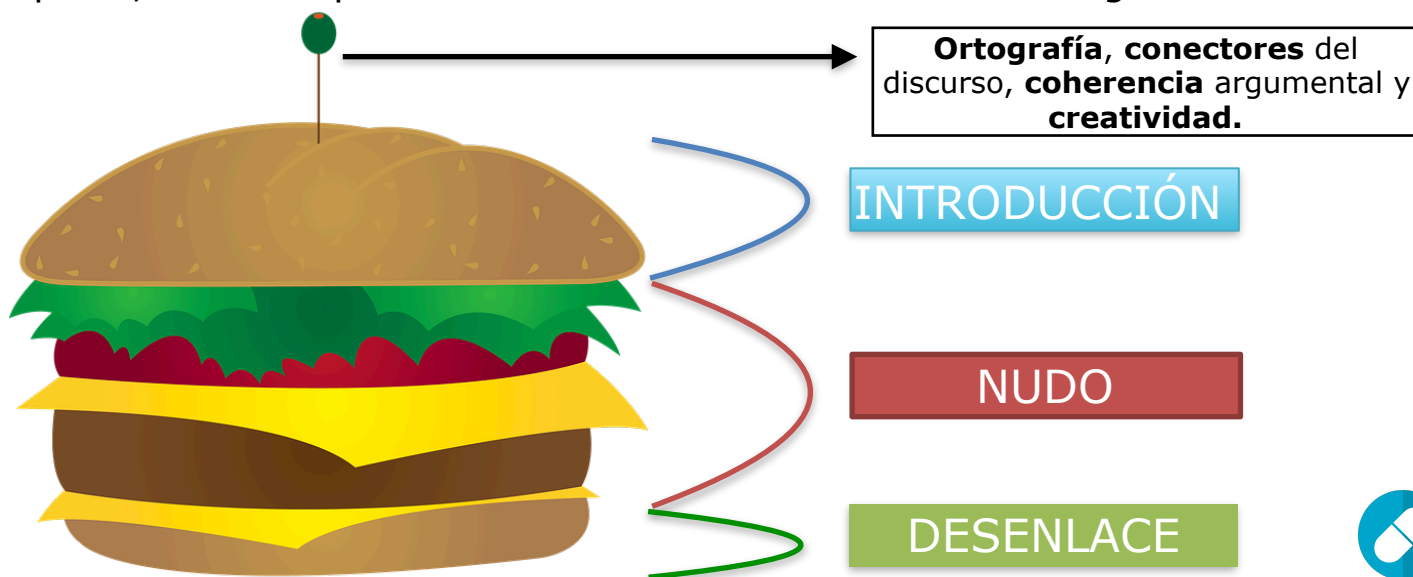 Ortografía, conectores del
discurso, coherencia argumental y
creatividad.
INTRODUCCIÓN
NUDO
DESENLACE